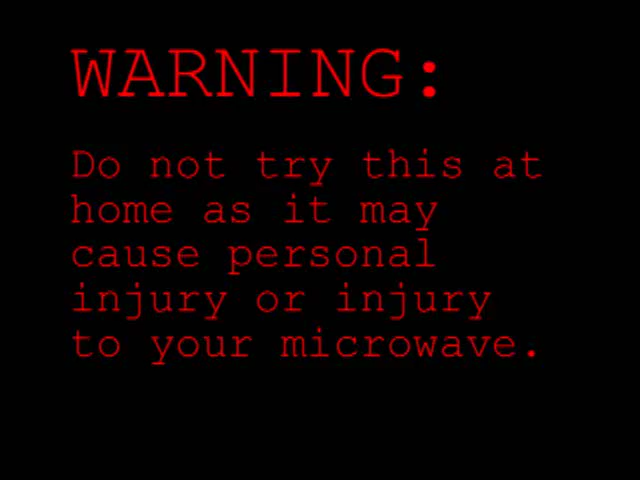 WARNING:
Do not try this at
home as it may
cause personal
injury or injury
to your microwave.